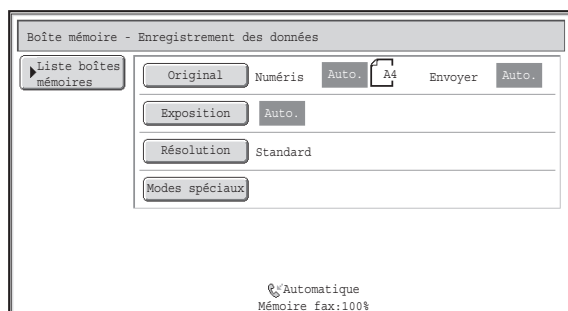 Boîte mémoire - Enregistrement des données
Liste boîtes
mémoires
Original Numéris Auto. A4 Envoyer Auto.
Exposition Auto.
Résolution Standard
Modes spéciaux
Automatique
Mémoire fax:100%